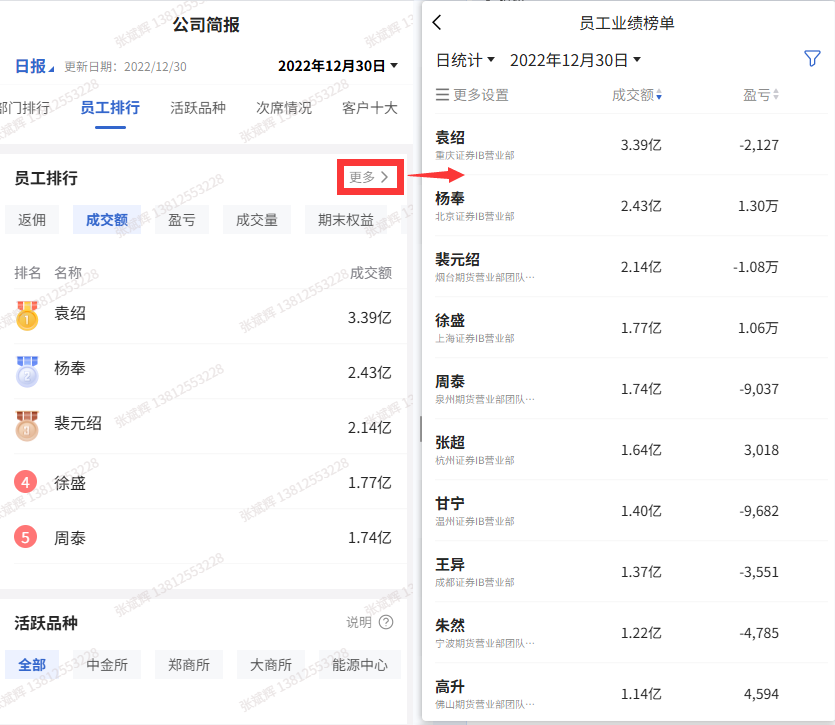 公司简报
日报 更新日期：2022/12/30 2022年12月30日
部门排行 员工排行 活跃品种 次席情况 客户十大
员工排行 更多
返佣 成交额 盈亏 成交量 期末权益
排名 名称 成交额
1 袁绍 3.39亿
2 杨奉 2.43亿
3 裴元绍 2.14亿
4 徐盛 1.77亿
5 周泰 1.74亿
活跃品种 说明 ?
全部 中金所 郑商所 大商所 能源中心
张斌辉 13812553228
员工业绩榜单
日统计 2022年12月30日
更多设置 成交额 盈亏
袁绍 3.39亿 -2,127
重庆证券IB营业部
杨奉 2.43亿 1.30万
北京证券IB营业部
裴元绍 2.14亿 -1.08万
烟台期货营业部团队···
徐盛 1.77亿 1.06万
上海证券IB营业部
周泰 1.74亿 -9,037
泉州期货营业部团队···
张超 1.64亿 3,018
杭州证券IB营业部
甘宁 1.40亿 -9,682
温州证券IB营业部
王异 1.37亿 -3,551
成都证券IB营业部
朱然 1.22亿 -4,785
宁波期货营业部团队···
高升 1.14亿 4,594
佛山期货营业部团队···